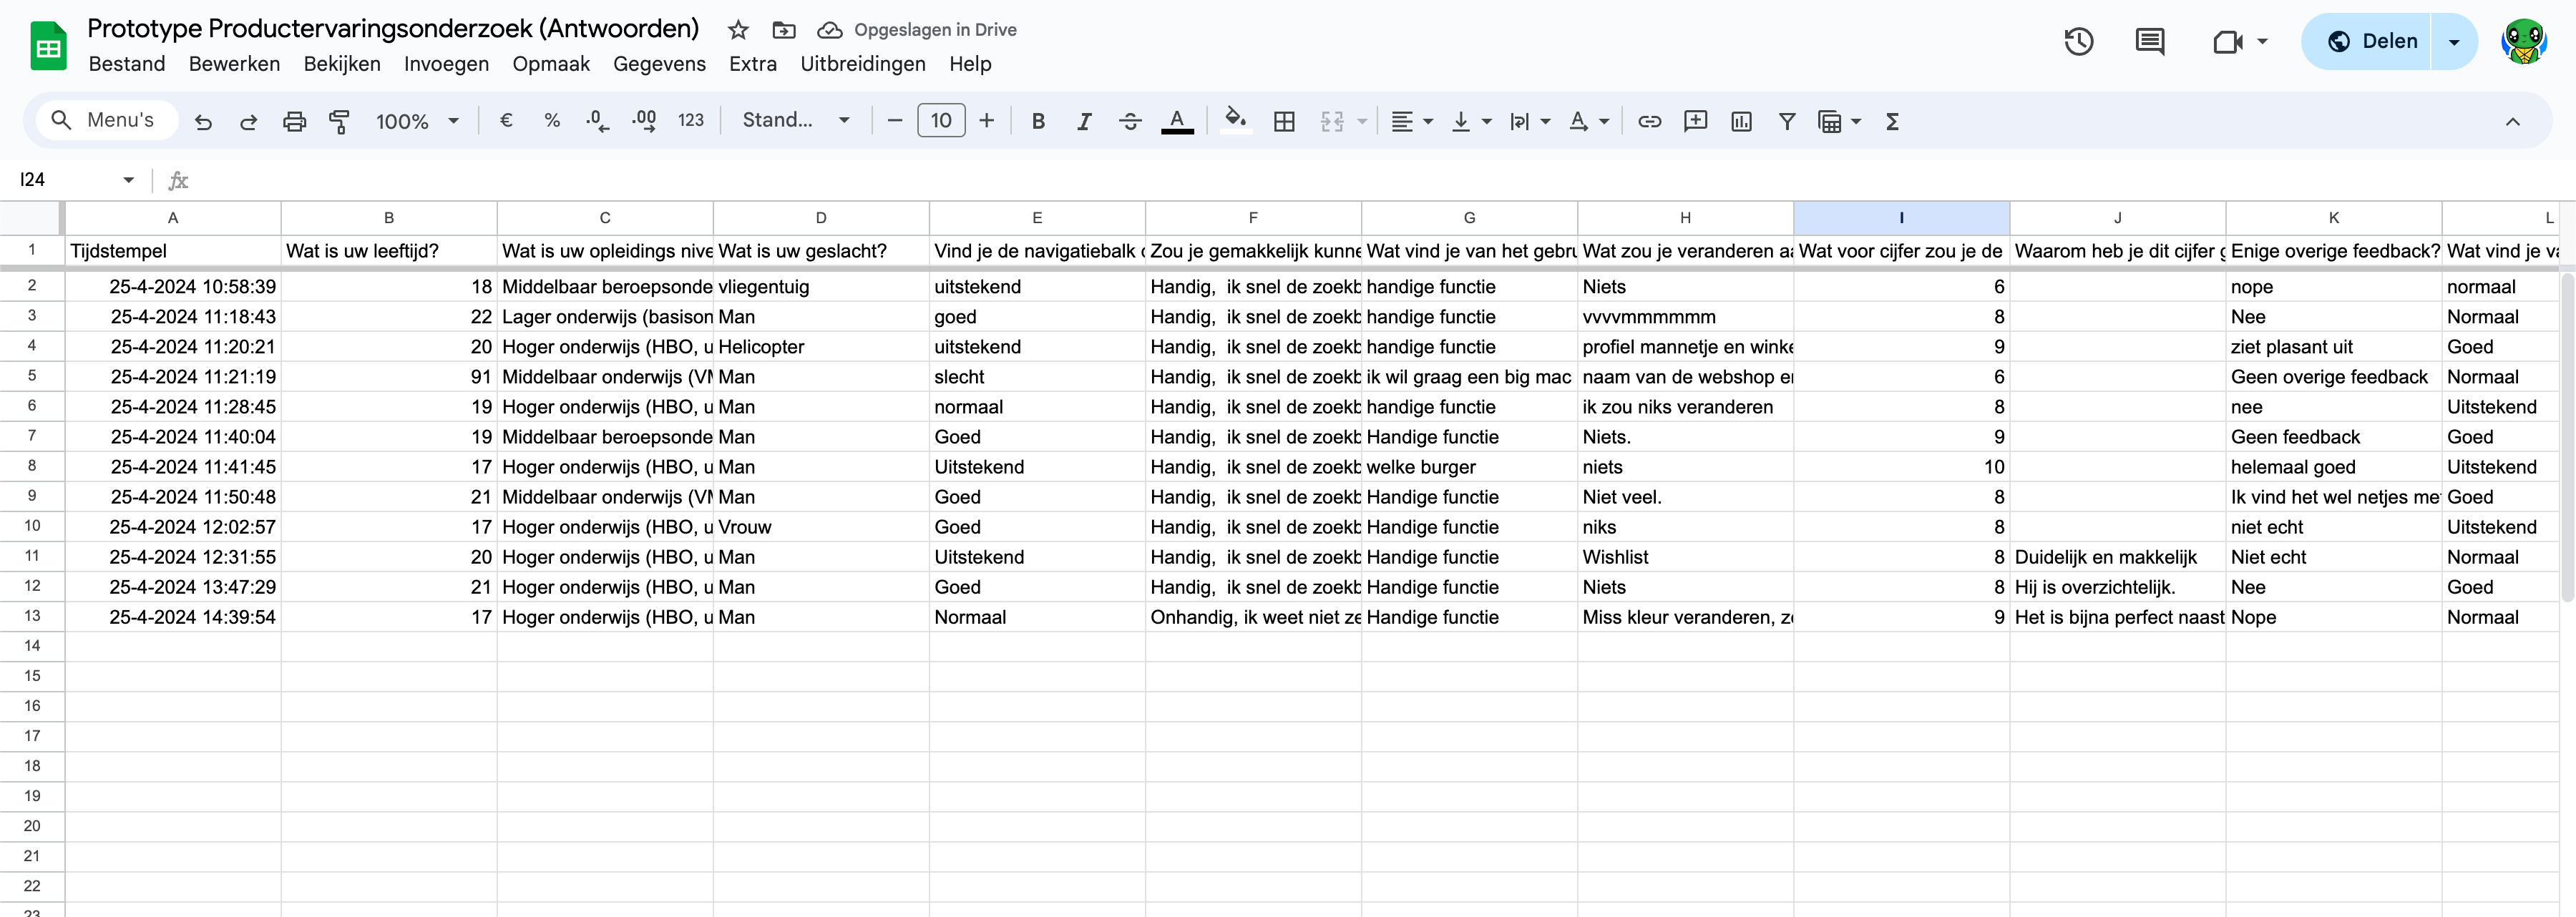 Prototype Productervaringsonderzoek (Antwoorden) Opgeslagen in Drive
Bestand Bewerken Bekijken Invoegen Opmaak Gegevens Extra Uitbreidingen Help
Delen
Menu's 100% € % .0 .00 123 Stand... 10 B I A A Σ
I24 fx
A B C D E F G H I J K L
1 Tijdstempel Wat is uw leeftijd? Wat is uw opleidings nive Wat is uw geslacht? Vind je de navigatiebalk Zou je gemakkelijk kunne Wat vind je van het gebru Wat zou je veranderen aa Wat voor cijfer zou je de Waarom heb je dit cijfer g Enige overige feedback? Wat vind je va
2 25-4-2024 10:58:39 18 Middelbaar beroepsonde vliegentuig uitstekend Handig, ik snel de zoekb handige functie Niets 6 nope normaal
3 25-4-2024 11:18:43 22 Lager onderwijs (basison Man goed Handig, ik snel de zoekb handige functie vvvvmmmmmm 8 Nee Normaal
4 25-4-2024 11:20:21 20 Hoger onderwijs (HBO, u Helicopter uitstekend Handig, ik snel de zoekb handige functie profiel mannetje en winke 9 ziet plasant uit Goed
5 25-4-2024 11:21:19 91 Middelbaar onderwijs (VM Man slecht Handig, ik snel de zoekb ik wil graag een big mac naam van de webshop en 6 Geen overige feedback Normaal
6 25-4-2024 11:28:45 19 Hoger onderwijs (HBO, u Man normaal Handig, ik snel de zoekb handige functie ik zou niks veranderen 8 nee Uitstekend
7 25-4-2024 11:40:04 19 Middelbaar beroepsonde Man Goed Handig, ik snel de zoekb Handige functie Niets. 9 Geen feedback Goed
8 25-4-2024 11:41:45 17 Hoger onderwijs (HBO, u Man Uitstekend Handig, ik snel de zoekb welke burger niets 10 helemaal goed Uitstekend
9 25-4-2024 11:50:48 21 Middelbaar onderwijs (VM Man Goed Handig, ik snel de zoekb Handige functie Niet veel. 8 Ik vind het wel netjes met Goed
10 25-4-2024 12:02:57 17 Hoger onderwijs (HBO, u Vrouw Goed Handig, ik snel de zoekb Handige functie niks 8 niet echt Uitstekend
11 25-4-2024 12:31:55 20 Hoger onderwijs (HBO, u Man Uitstekend Handig, ik snel de zoekb Handige functie Wishlist 8 Duidelijk en makkelijk Niet echt Normaal
12 25-4-2024 13:47:29 21 Hoger onderwijs (HBO, u Man Goed Handig, ik snel de zoekb Handige functie Niets 8 Hij is overzichtelijk. Nee Goed
13 25-4-2024 14:39:54 17 Hoger onderwijs (HBO, u Man Normaal Onhandig, ik weet niet ze Handige functie Miss kleur veranderen, zo 9 Het is bijna perfect naast Nope Normaal
14
15
16
17
18
19
20
21
22
23